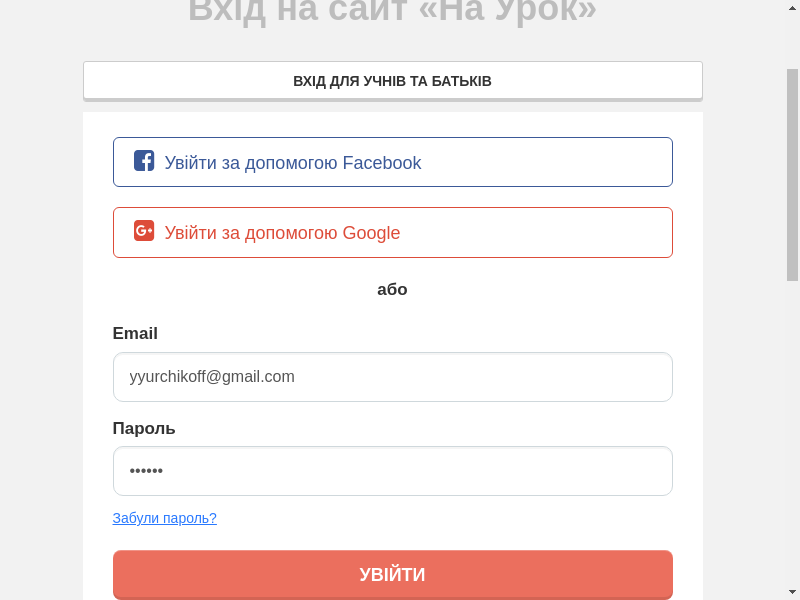 Вхід на сайт «На Урок»
ВХІД ДЛЯ УЧНІВ ТА БАТЬКІВ
Увійти за допомогою Facebook
Увійти за допомогою Google
або
Email
yyurchikoff@gmail.com
Пароль
••••••
Забули пароль?
УВІЙТИ